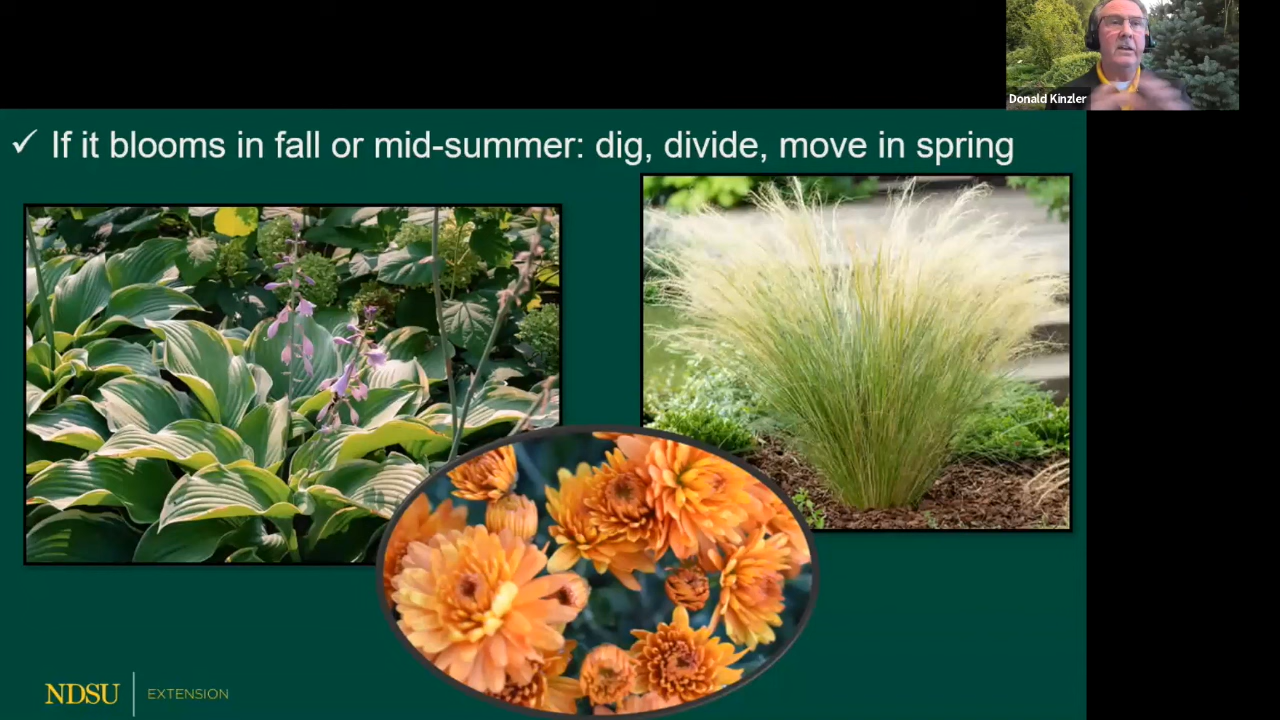 Donald Kinzler
✓ If it blooms in fall or mid-summer: dig, divide, move in spring
NDSU | EXTENSION